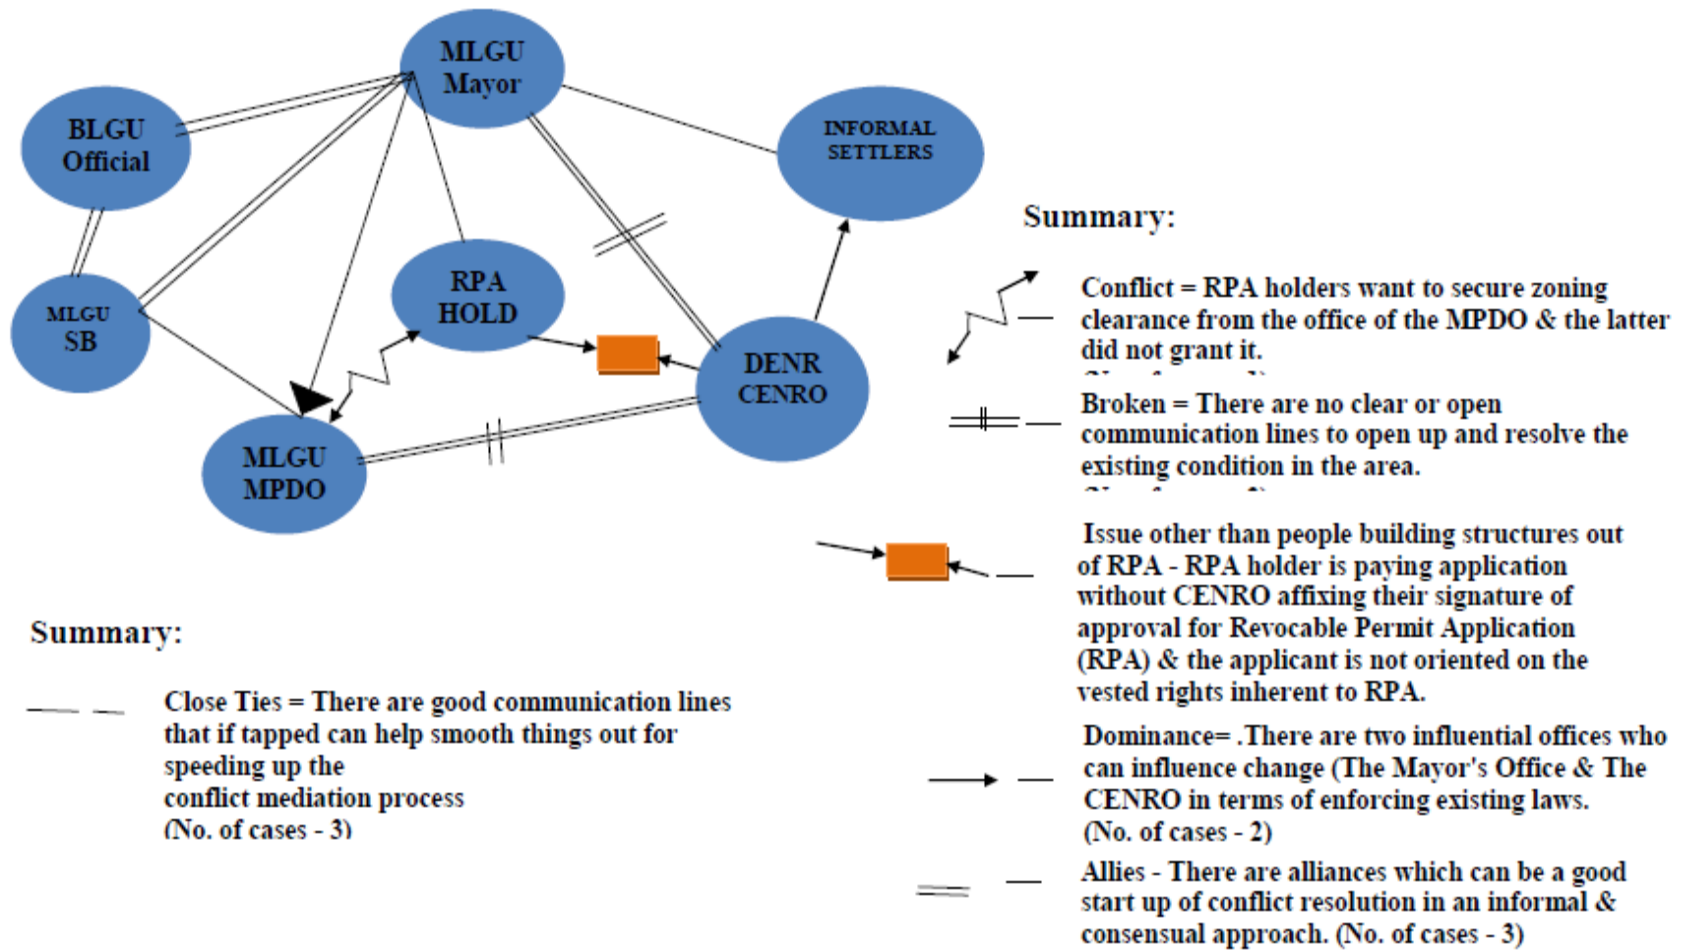 MLGU
Mayor
BLGU
Official
INFORMAL
SETTLERS
MLGU
SB
RPA
HOLD
DENR
CENRO
MLGU
MPDO
Summary:
Conflict = RPA holders want to secure zoning
clearance from the office of the MPDO & the latter
did not grant it.
Broken = There are no clear or open
communication lines to open up and resolve the
existing condition in the area.
Issue other than people building structures out
of RPA - RPA holder is paying application
without CENRO affixing their signature of
approval for Revocable Permit Application
(RPA) & the applicant is not oriented on the
vested rights inherent to RPA.
Dominance= .There are two influential offices who
can influence change (The Mayor's Office & The
CENRO in terms of enforcing existing laws.
(No. of cases - 2)
Allies - There are alliances which can be a good
start up of conflict resolution in an informal &
consensual approach. (No. of cases - 3)
Summary:
Close Ties = There are good communication lines
that if tapped can help smooth things out for
speeding up the
conflict mediation process
(No. of cases - 3)